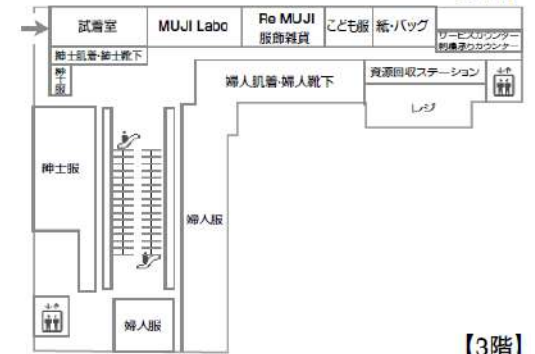 試着室
MUJI Labo
Re MUJI
服飾雑貨
こども服
紙・バッグ
サービスカウンター
刺繍承りカウンター
紳士肌着・紳士靴下
紳士服
婦人肌着・婦人靴下
資源回収ステーション
レジ
紳士服
婦人服
婦人服
【3階】